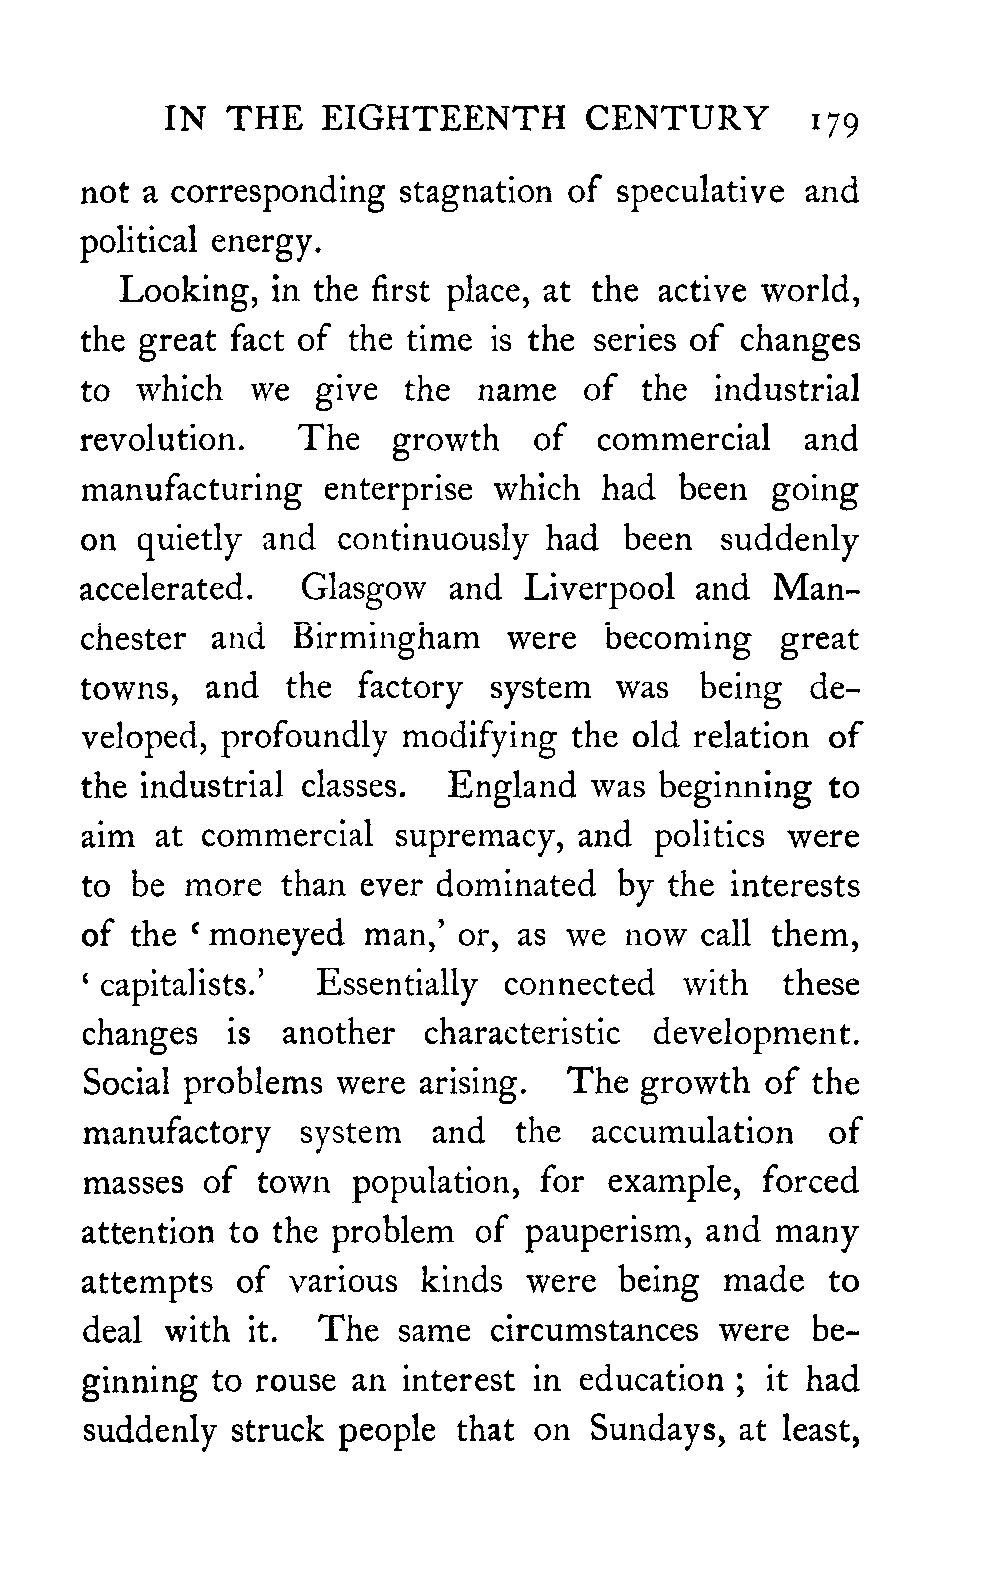 IN THE EIGHTEENTH CENTURY 179
not a corresponding stagnation of speculative and
political energy.
Looking, in the first place, at the active world,
the great fact of the time is the series of changes
to which we give the name of the industrial
revolution. The growth of commercial and
manufacturing enterprise which had been going
on quietly and continuously had been suddenly
accelerated. Glasgow and Liverpool and Man-
chester and Birmingham were becoming great
towns, and the factory system was being de-
veloped, profoundly modifying the old relation of
the industrial classes. England was beginning to
aim at commercial supremacy, and politics were
to be more than ever dominated by the interests
of the ‘ moneyed man,’ or, as we now call them,
‘ capitalists.’ Essentially connected with these
changes is another characteristic development.
Social problems were arising. The growth of the
manufactory system and the accumulation of
masses of town population, for example, forced
attention to the problem of pauperism, and many
attempts of various kinds were being made to
deal with it. The same circumstances were be-
ginning to rouse an interest in education ; it had
suddenly struck people that on Sundays, at least,